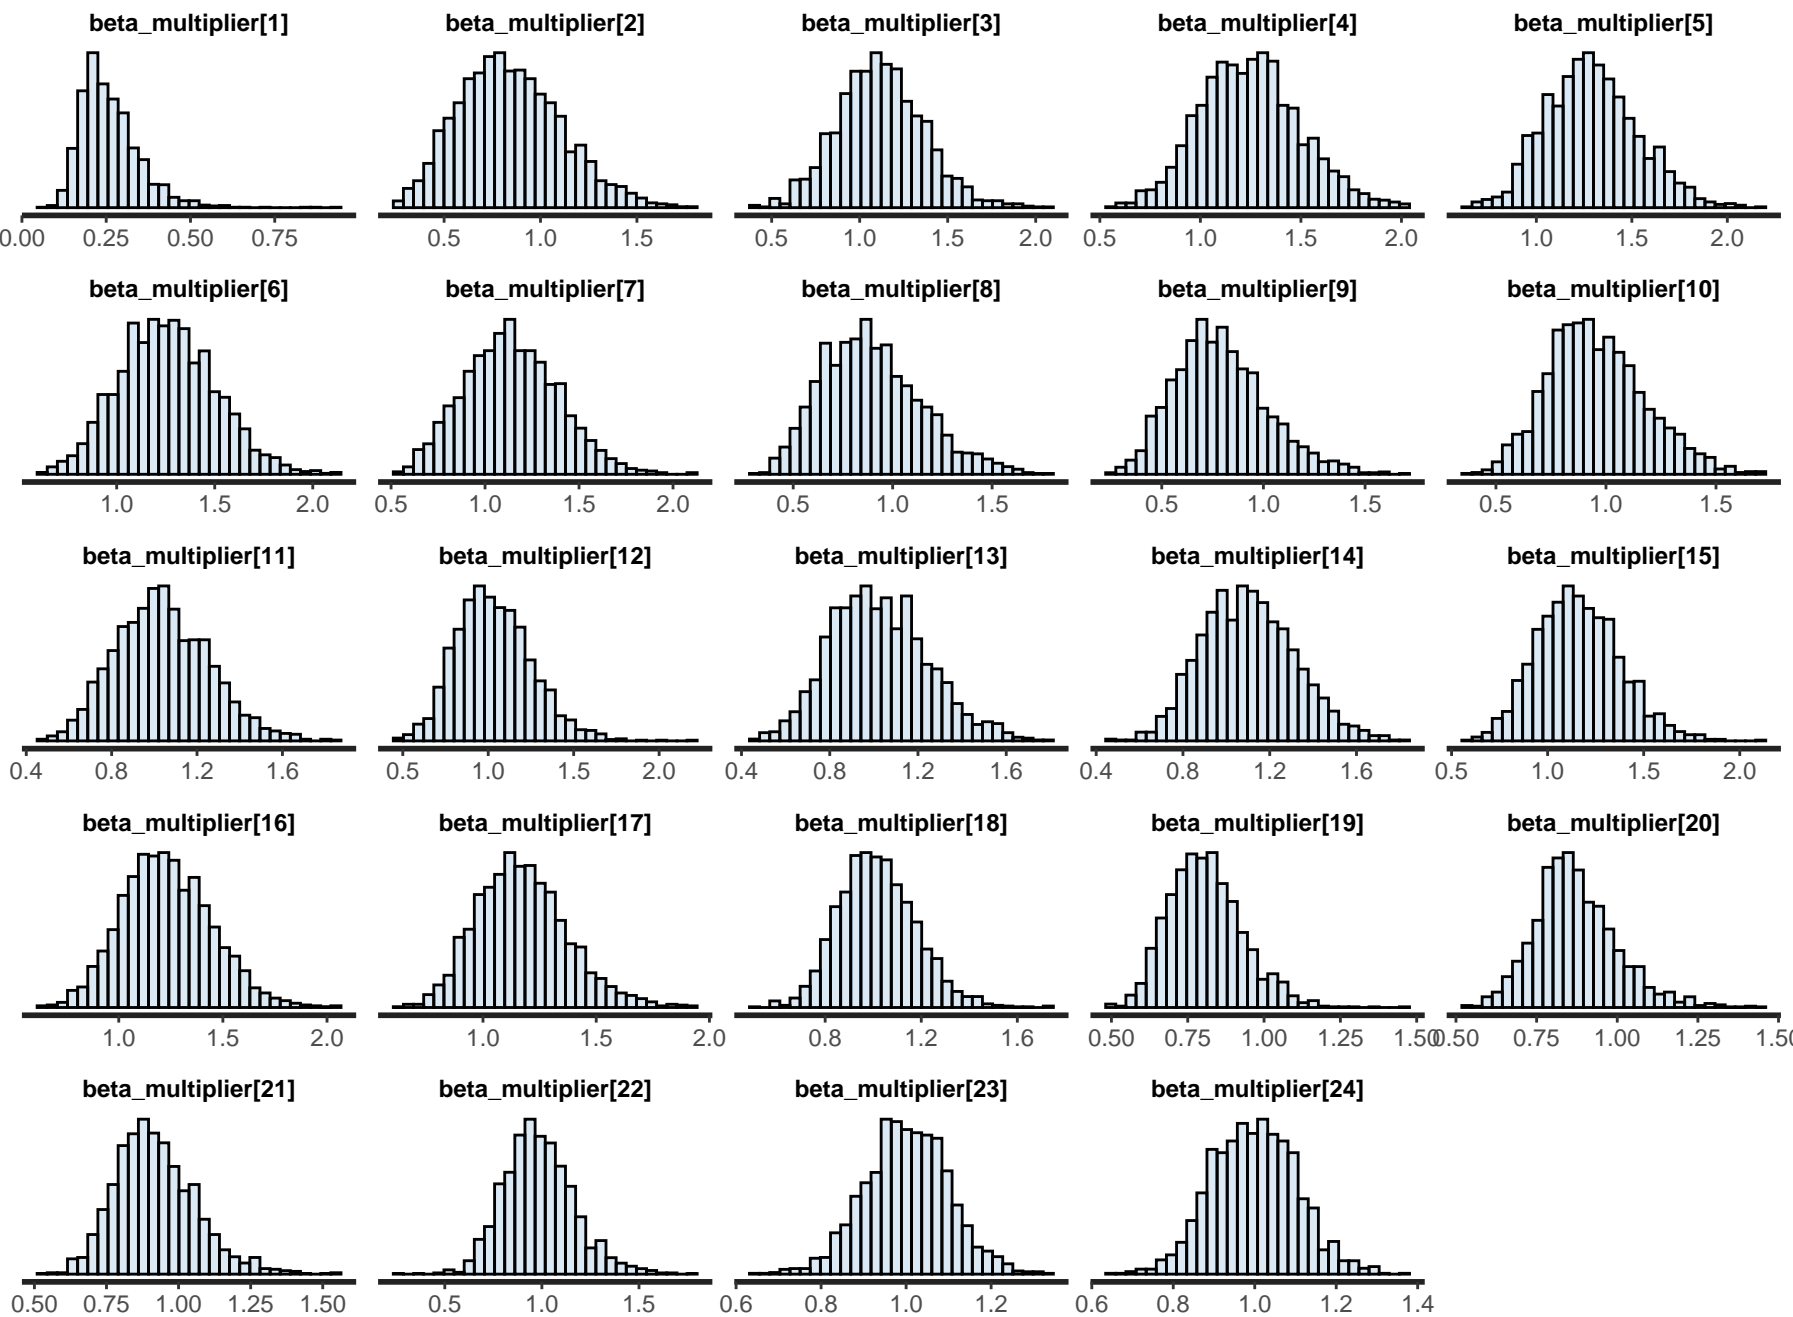 beta_multiplier[1] beta_multiplier[2] beta_multiplier[3] beta_multiplier[4] beta_multiplier[5]
0.00 0.25 0.50 0.75 0.5 1.0 1.5 0.5 1.0 1.5 2.0 0.5 1.0 1.5 2.0 1.0 1.5 2.0
beta_multiplier[6] beta_multiplier[7] beta_multiplier[8] beta_multiplier[9] beta_multiplier[10]
1.0 1.5 2.0 0.5 1.0 1.5 2.0 0.5 1.0 1.5 0.5 1.0 1.5 0.5 1.0 1.5
beta_multiplier[11] beta_multiplier[12] beta_multiplier[13] beta_multiplier[14] beta_multiplier[15]
0.4 0.8 1.2 1.6 0.5 1.0 1.5 2.0 0.4 0.8 1.2 1.6 0.4 0.8 1.2 1.6 0.5 1.0 1.5 2.0
beta_multiplier[16] beta_multiplier[17] beta_multiplier[18] beta_multiplier[19] beta_multiplier[20]
1.0 1.5 2.0 1.0 1.5 2.0 0.8 1.2 1.6 0.50 0.75 1.00 1.25 1.50 0.50 0.75 1.00 1.25 1.50
beta_multiplier[21] beta_multiplier[22] beta_multiplier[23] beta_multiplier[24]
0.50 0.75 1.00 1.25 1.50 0.5 1.0 1.5 0.6 0.8 1.0 1.2 0.6 0.8 1.0 1.2 1.4